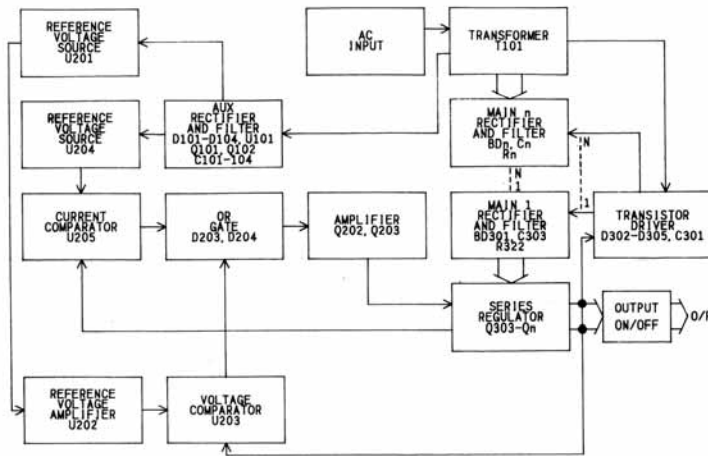 REFERENCE
VOLTAGE
SOURCE
U201
AC
INPUT
TRANSFORMER
T101
REFERENCE
VOLTAGE
SOURCE
U204
AUX
RECTIFIER
AND FILTER
D101-D104, U101
Q101, Q102
C101-104
MAIN n
RECTIFIER
AND FILTER
BDn, Cn
Rn
N
N
1
1
CURRENT
COMPARATOR
U205
OR
GATE
D203, D204
AMPLIFIER
Q202, Q203
MAIN 1
RECTIFIER
AND FILTER
BD301, C303
R322
TRANSISTOR
DRIVER
D302-D305, C301
SERIES
REGULATOR
Q303-Qn
OUTPUT
ON/OFF
O/P
REFERENCE
VOLTAGE
AMPLIFIER
U202
VOLTAGE
COMPARATOR
U203